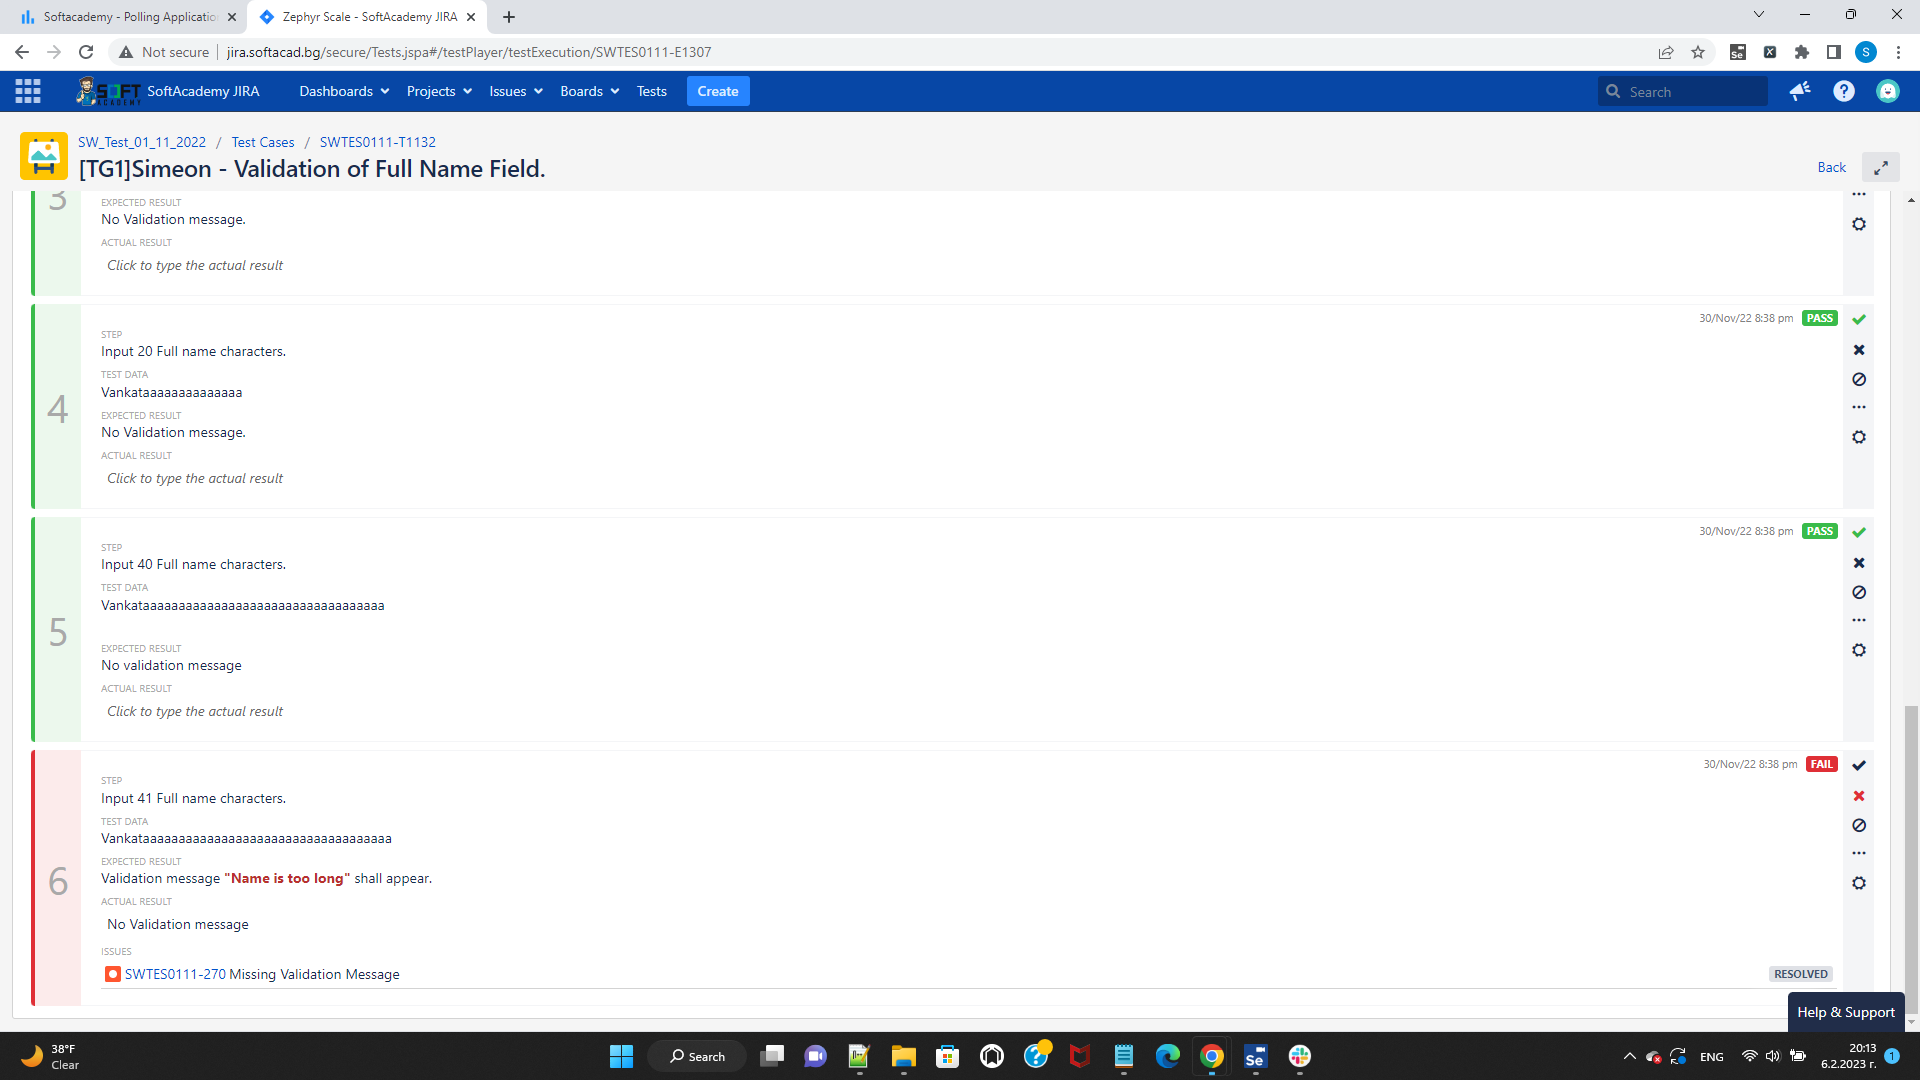 Softacademy - Polling Applicatio
Zephyr Scale - SoftAcademy JIRA
Not secure
jira.softacad.bg/secure/Tests.jspa#/testPlayer/testExecution/SWTES0111-E1307
Se
X
S
SOFT
ACADEMY
SoftAcademy JIRA
Dashboards
Projects
Issues
Boards
Tests
Create
Search
SW_Test_01_11_2022 / Test Cases / SWTES0111-T1132
[TG1]Simeon - Validation of Full Name Field.
Back
3
EXPECTED RESULT
No Validation message.
ACTUAL RESULT
Click to type the actual result
30/Nov/22 8:38 pm PASS
4
STEP
Input 20 Full name characters.
TEST DATA
Vankataaaaaaaaaaaaaa
EXPECTED RESULT
No Validation message.
ACTUAL RESULT
Click to type the actual result
30/Nov/22 8:38 pm PASS
5
STEP
Input 40 Full name characters.
TEST DATA
Vankataaaaaaaaaaaaaaaaaaaaaaaaaaaaaaaaaa
EXPECTED RESULT
No validation message
ACTUAL RESULT
Click to type the actual result
30/Nov/22 8:38 pm FAIL
6
STEP
Input 41 Full name characters.
TEST DATA
Vankataaaaaaaaaaaaaaaaaaaaaaaaaaaaaaaaaaa
EXPECTED RESULT
Validation message "Name is too long" shall appear.
ACTUAL RESULT
No Validation message
ISSUES
SWTES0111-270 Missing Validation Message
RESOLVED
Help & Support
38°F
Clear
Search
Se
ENG
20:13
6.2.2023 г.
1